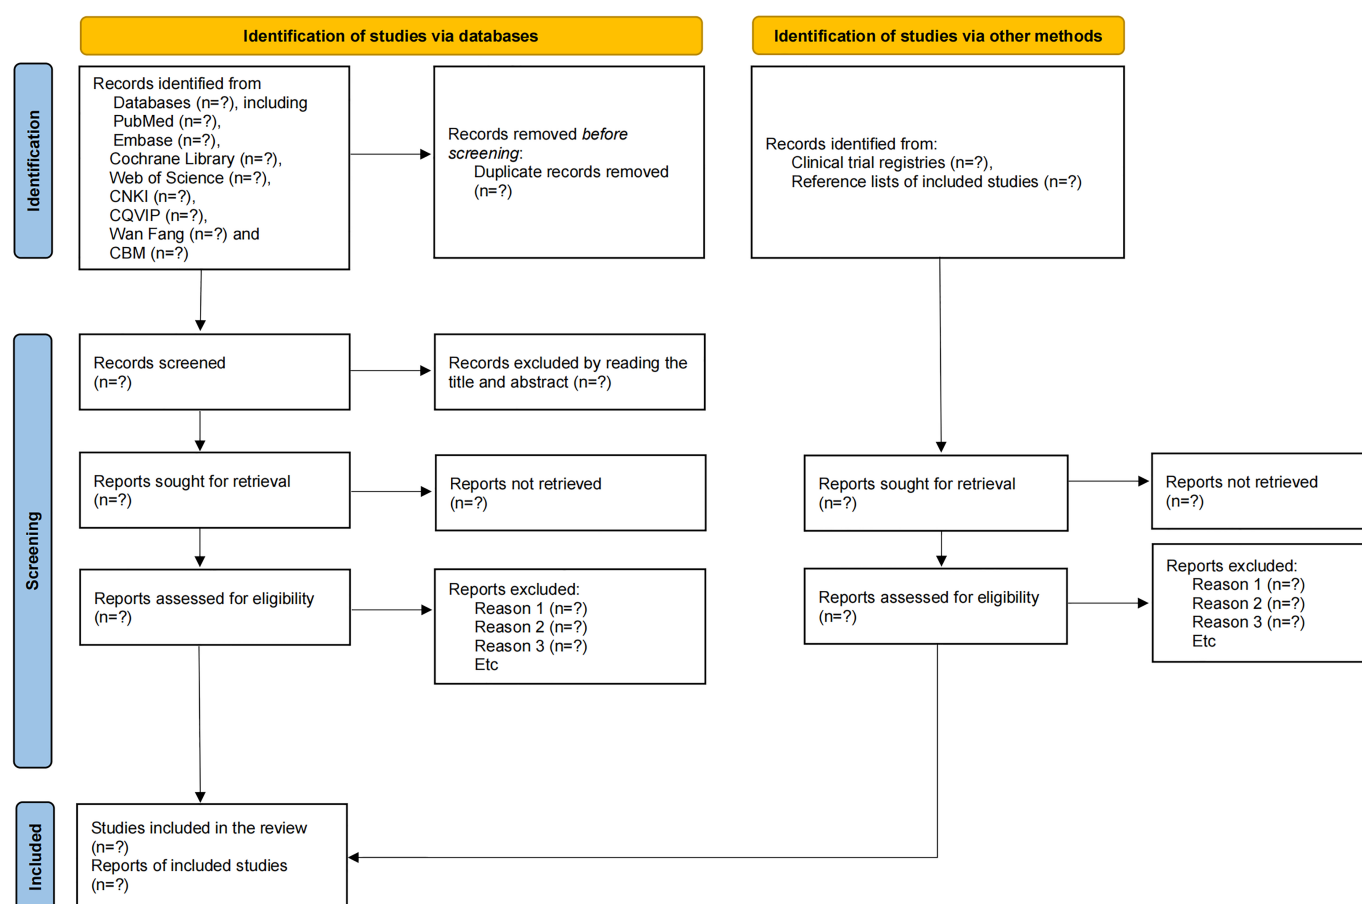 Identification of studies via databases
Identification of studies via other methods
Identification
Records identified from
Databases (n=?), including
PubMed (n=?),
Embase (n=?),
Cochrane Library (n=?),
Web of Science (n=?),
CNKI (n=?),
CQVIP (n=?),
Wan Fang (n=?) and
CBM (n=?)
Records removed before
screening:
Duplicate records removed
(n=?)
Records identified from:
Clinical trial registries (n=?),
Reference lists of included studies (n=?)
Screening
Records screened
(n=?)
Records excluded by reading the
title and abstract (n=?)
Reports sought for retrieval
(n=?)
Reports not retrieved
(n=?)
Reports sought for retrieval
(n=?)
Reports not retrieved
(n=?)
Reports assessed for eligibility
(n=?)
Reports excluded:
Reason 1 (n=?)
Reason 2 (n=?)
Reason 3 (n=?)
Etc
Reports assessed for eligibility
(n=?)
Reports excluded:
Reason 1 (n=?)
Reason 2 (n=?)
Reason 3 (n=?)
Etc
Included
Studies included in the review
(n=?)
Reports of included studies
(n=?)